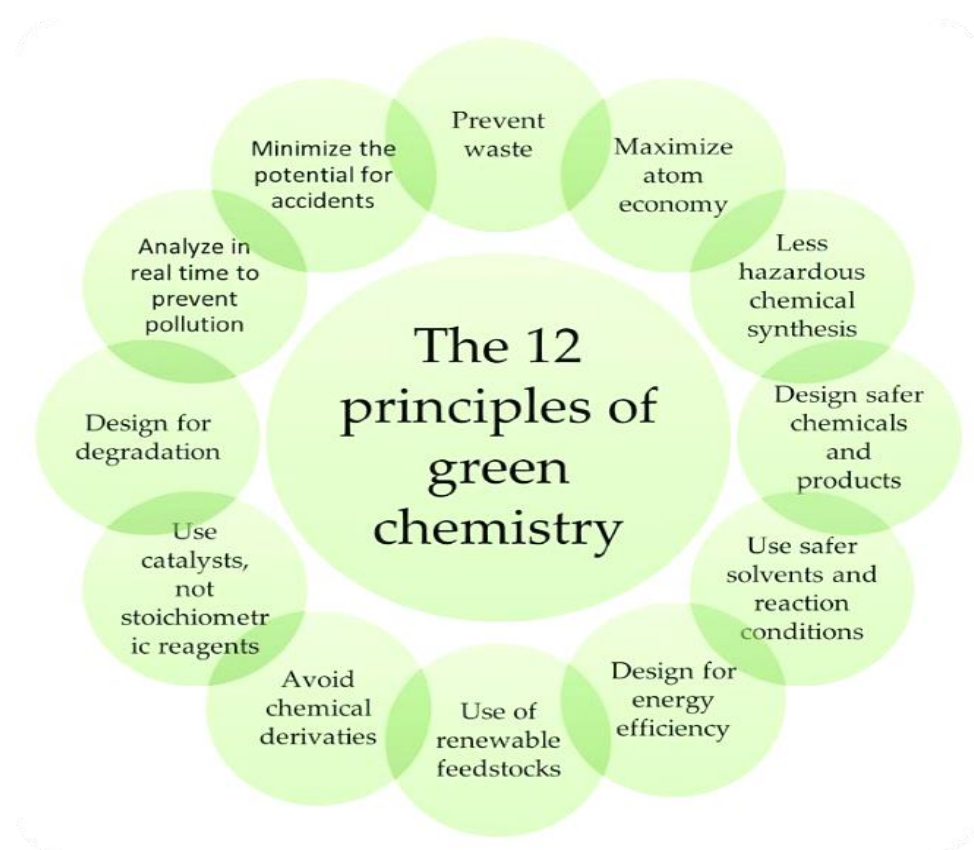 The 12
principles of
green
chemistry
Prevent
waste
Maximize
atom
economy
Less
hazardous
chemical
synthesis
Design safer
chemicals
and
products
Use safer
solvents and
reaction
conditions
Design for
energy
efficiency
Use of
renewable
feedstocks
Avoid
chemical
derivaties
Use
catalysts,
not
stoichiometr
ic reagents
Design for
degradation
Analyze in
real time to
prevent
pollution
Minimize the
potential for
accidents